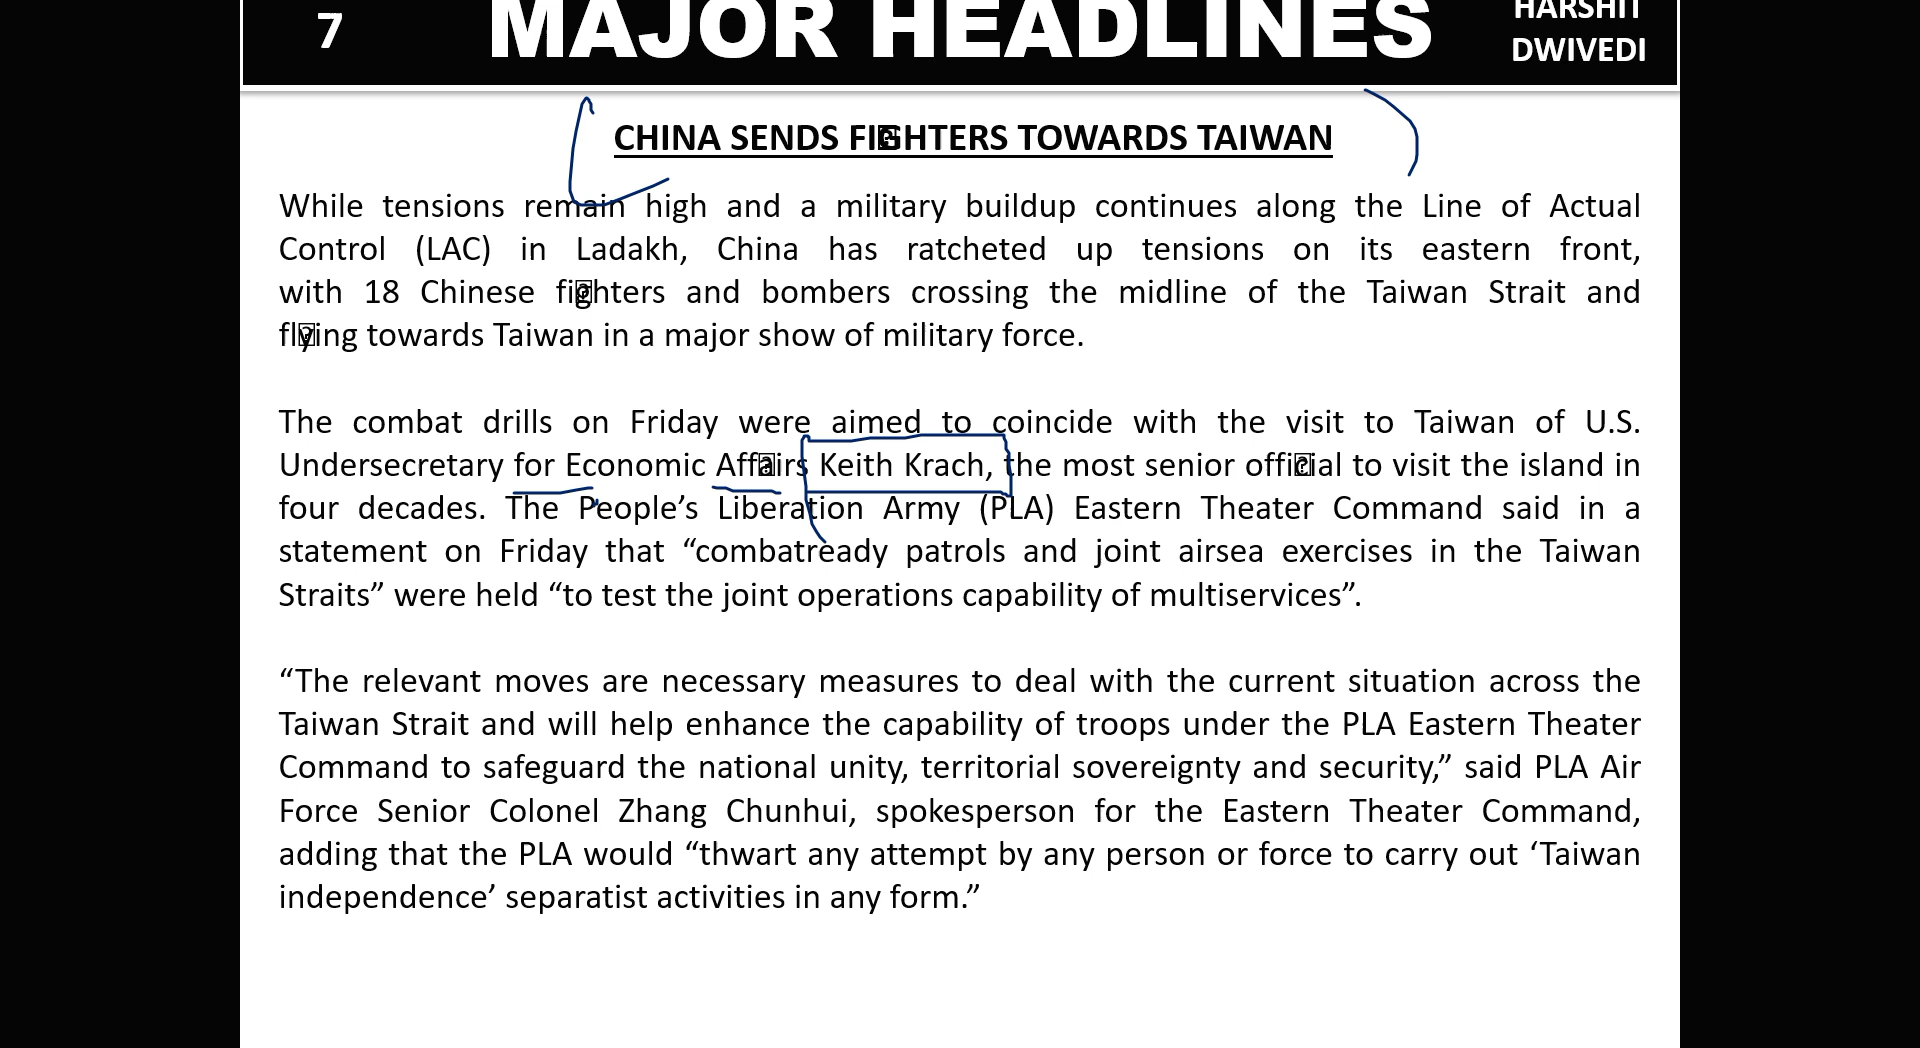 7
MAJOR HEADLINES
HARSHIT
DWIVEDI
CHINA SENDS FIGHTERS TOWARDS TAIWAN
While tensions remain high and a military buildup continues along the Line of Actual
Control (LAC) in Ladakh, China has ratcheted up tensions on its eastern front,
with 18 Chinese fighters and bombers crossing the midline of the Taiwan Strait and
flying towards Taiwan in a major show of military force.
The combat drills on Friday were aimed to coincide with the visit to Taiwan of U.S.
Undersecretary for Economic Affairs Keith Krach, the most senior official to visit the island in
four decades. The People’s Liberation Army (PLA) Eastern Theater Command said in a
statement on Friday that “combatready patrols and joint airsea exercises in the Taiwan
Straits” were held “to test the joint operations capability of multiservices”.
“The relevant moves are necessary measures to deal with the current situation across the
Taiwan Strait and will help enhance the capability of troops under the PLA Eastern Theater
Command to safeguard the national unity, territorial sovereignty and security,” said PLA Air
Force Senior Colonel Zhang Chunhui, spokesperson for the Eastern Theater Command,
adding that the PLA would “thwart any attempt by any person or force to carry out ‘Taiwan
independence’ separatist activities in any form.”